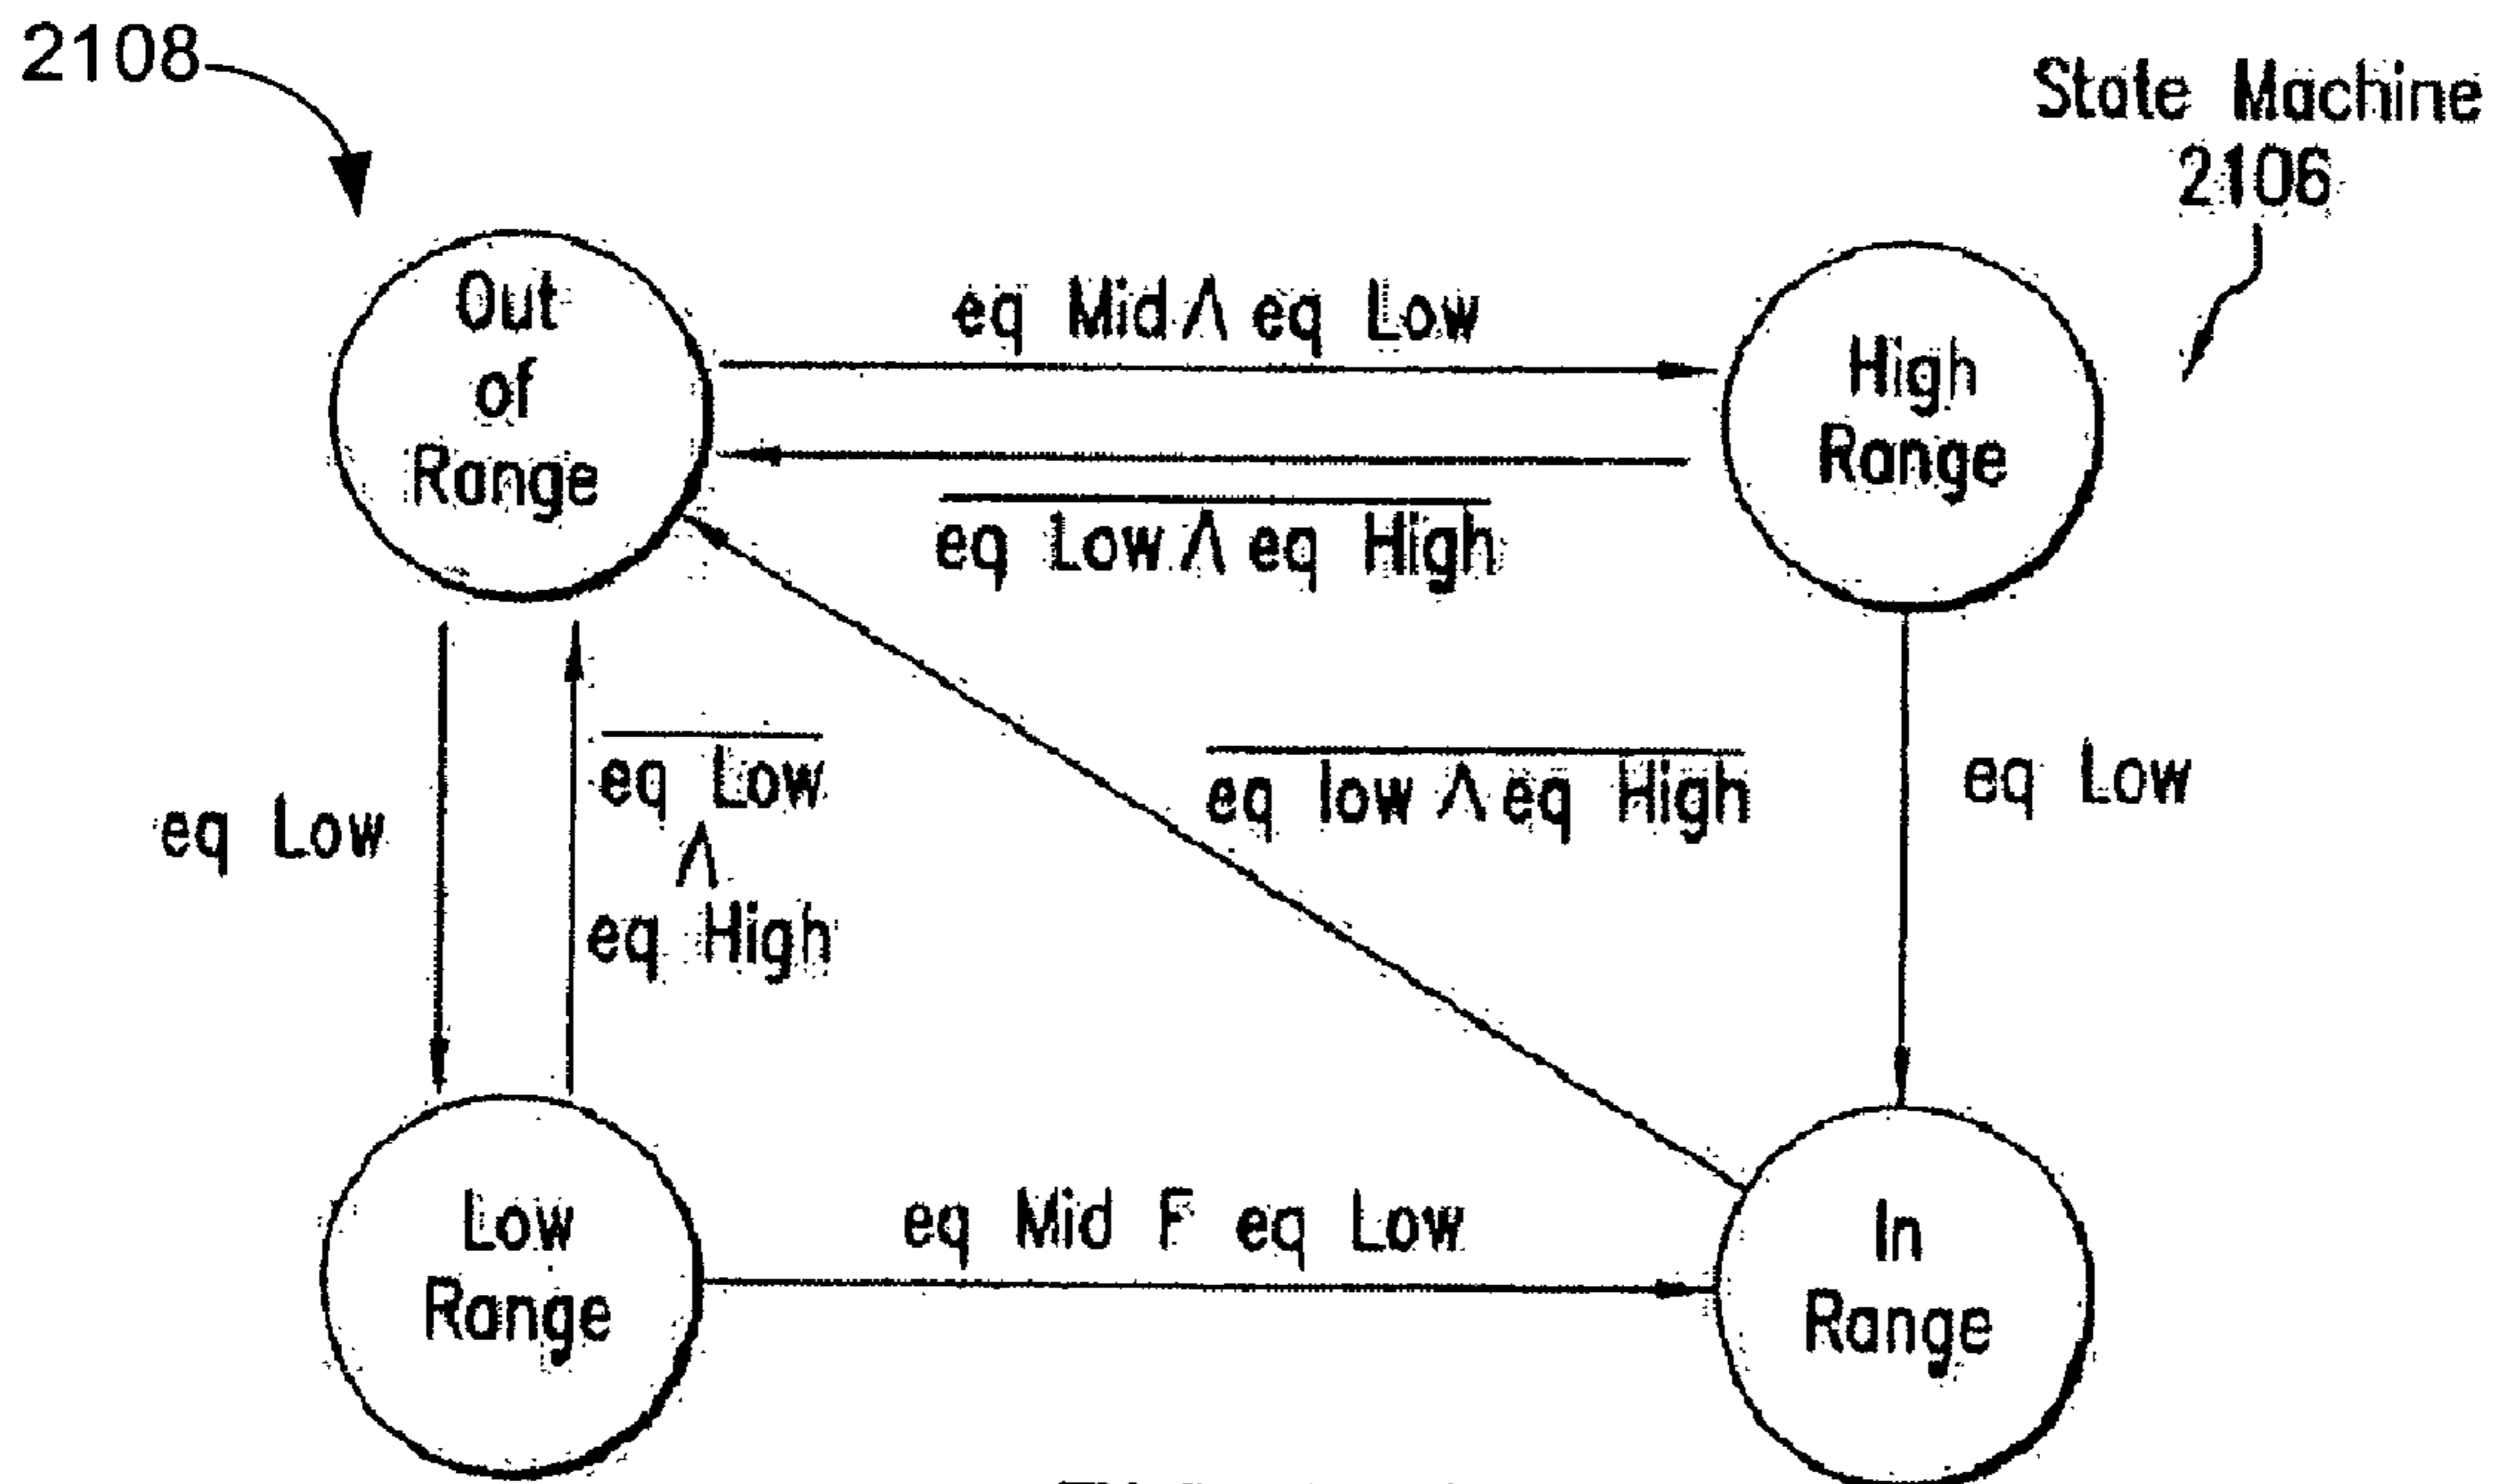 2108
State Machine
2106
Out
of
Range
eq Mid Λ eq Low
High
Range
eq Low Λ eq High
eq Low
eq Low
Λ
eq High
eq low Λ eq High
eq Low
Low
Range
eq Mid F eq Low
In
Range